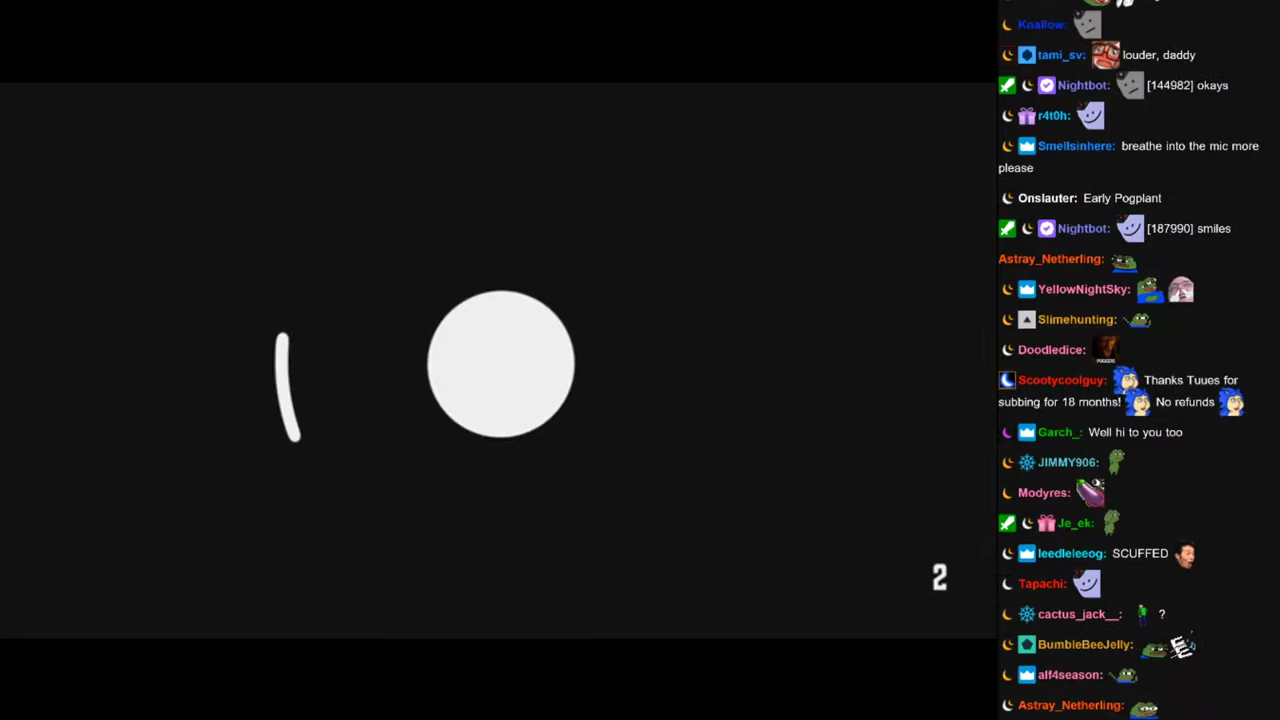 Knallow:
tami_sv: louder, daddy
Nightbot: [144982] okays
r4t0h:
Smellsinhere: breathe into the mic more
please
Onslauter: Early Pogplant
Nightbot: [187990] smiles
Astray_Netherling:
YellowNightSky:
Slimehunting:
Doodledice: POGGERS
Scootycoolguy: Thanks Tuues for
subbing for 18 months! No refunds
Garch_: Well hi to you too
JIMMY906:
Modyres:
Je_ek:
leedleleeog: SCUFFED
2
Tapachi:
cactus_jack__: ?
BumbleBeeJelly:
alf4season:
Astray_Netherling: